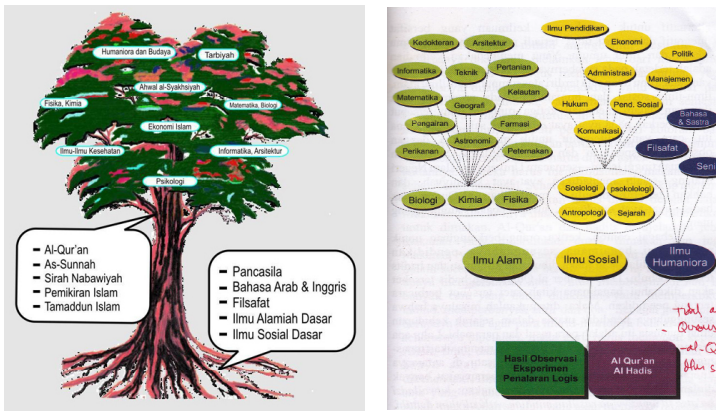 Humaniora dan Budaya
Tarbiyah
Ahwal al-Syakhsiyah
Fisika, Kimia
Matematika, Biologi
Ekonomi Islam
Ilmu-Ilmu Kesehatan
Informatika, Arsitektur
Psikologi
- Al-Qur'an
- As-Sunnah
- Sirah Nabawiyah
- Pemikiran Islam
- Tamaddun Islam
- Pancasila
- Bahasa Arab & Inggris
- Filsafat
- Ilmu Alamiah Dasar
- Ilmu Sosial Dasar
Kedokteran
Arsitektur
Informatika
Teknik
Pertanian
Matematika
Geografi
Kelautan
Pengairan
Farmasi
Astronomi
Perikanan
Peternakan
Biologi
Kimia
Fisika
Ilmu Alam
Ilmu Pendidikan
Ekonomi
Politik
Administrasi
Manajemen
Hukum
Pend. Sosial
Komunikasi
Sosiologi
psokologi
Antropologi
Sejarah
Ilmu Sosial
Bahasa
& Sastra
Filsafat
Seni
Ilmu
Humaniora
Hasil Observasi
Eksperimen
Penalaran Logis
Al Qur'an
Al Hadis